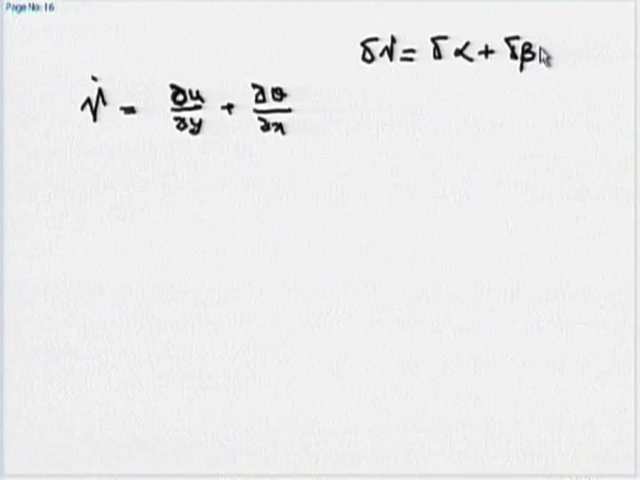 Page No: 16
δγ = δα + δβ
γ̇ = ∂u/∂y + ∂v/∂x